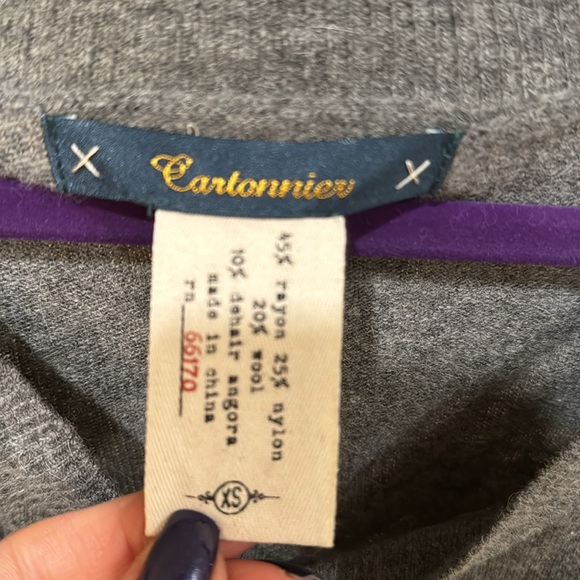 Cartonnier
45% rayon 25% nylon
20% wool
10% dehair angora
made in china
rn 66170
XS